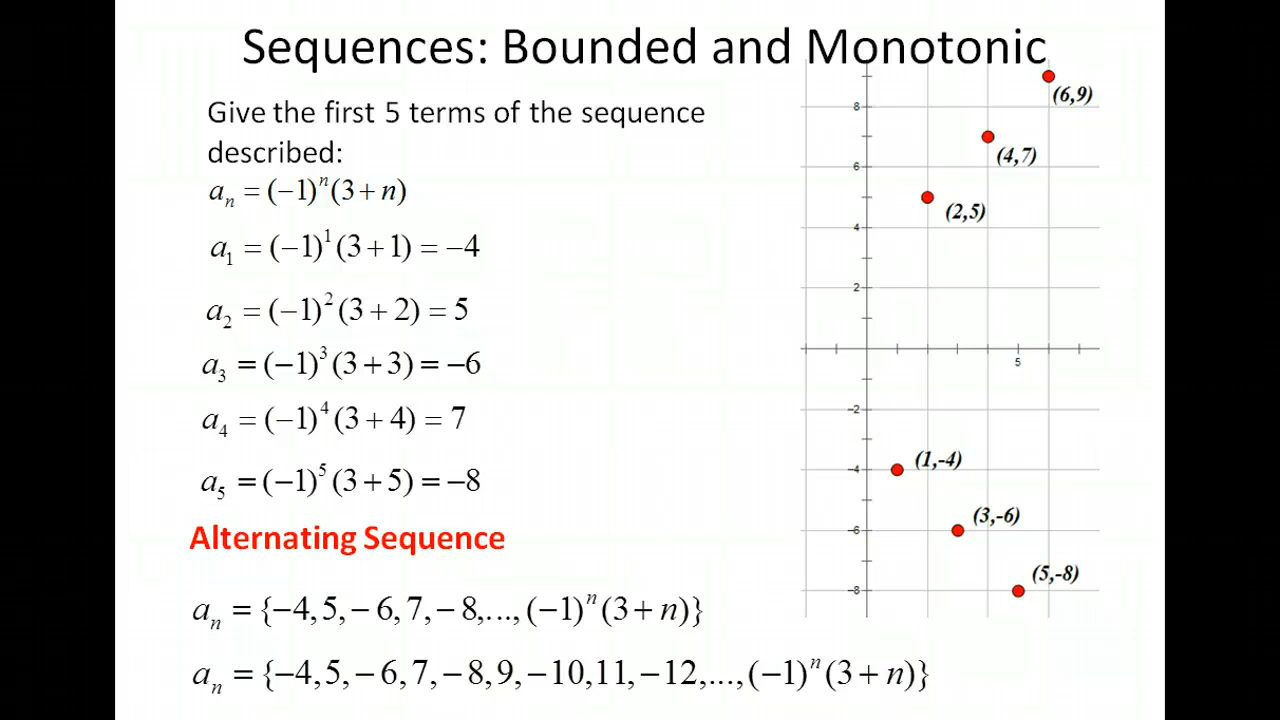 Sequences: Bounded and Monotonic
Give the first 5 terms of the sequence
described:
aₙ = (−1)ⁿ(3 + n)
a₁ = (−1)¹(3 + 1) = −4
a₂ = (−1)²(3 + 2) = 5
a₃ = (−1)³(3 + 3) = −6
a₄ = (−1)⁴(3 + 4) = 7
a₅ = (−1)⁵(3 + 5) = −8
Alternating Sequence
aₙ = {−4, 5, − 6, 7, − 8,..., (−1)ⁿ(3 + n)}
aₙ = {−4, 5, − 6, 7, − 8, 9, −10, 11, −12,..., (−1)ⁿ(3 + n)}
(6,9)
8
(4,7)
6
(2,5)
4
2
5
−2
(1,-4)
−4
(3,-6)
−6
(5,-8)
−8